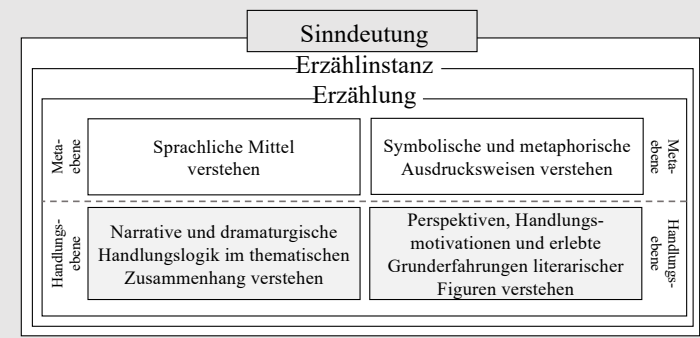 Sinndeutung
Erzählinstanz
Erzählung
Meta-
ebene
Sprachliche Mittel
verstehen
Symbolische und metaphorische
Ausdrucksweisen verstehen
Meta-
ebene
Handlungs-
ebene
Narrative und dramaturgische
Handlungslogik im thematischen
Zusammenhang verstehen
Perspektiven, Handlungs-
motivationen und erlebte
Grunderfahrungen literarischer
Figuren verstehen
Handlungs-
ebene